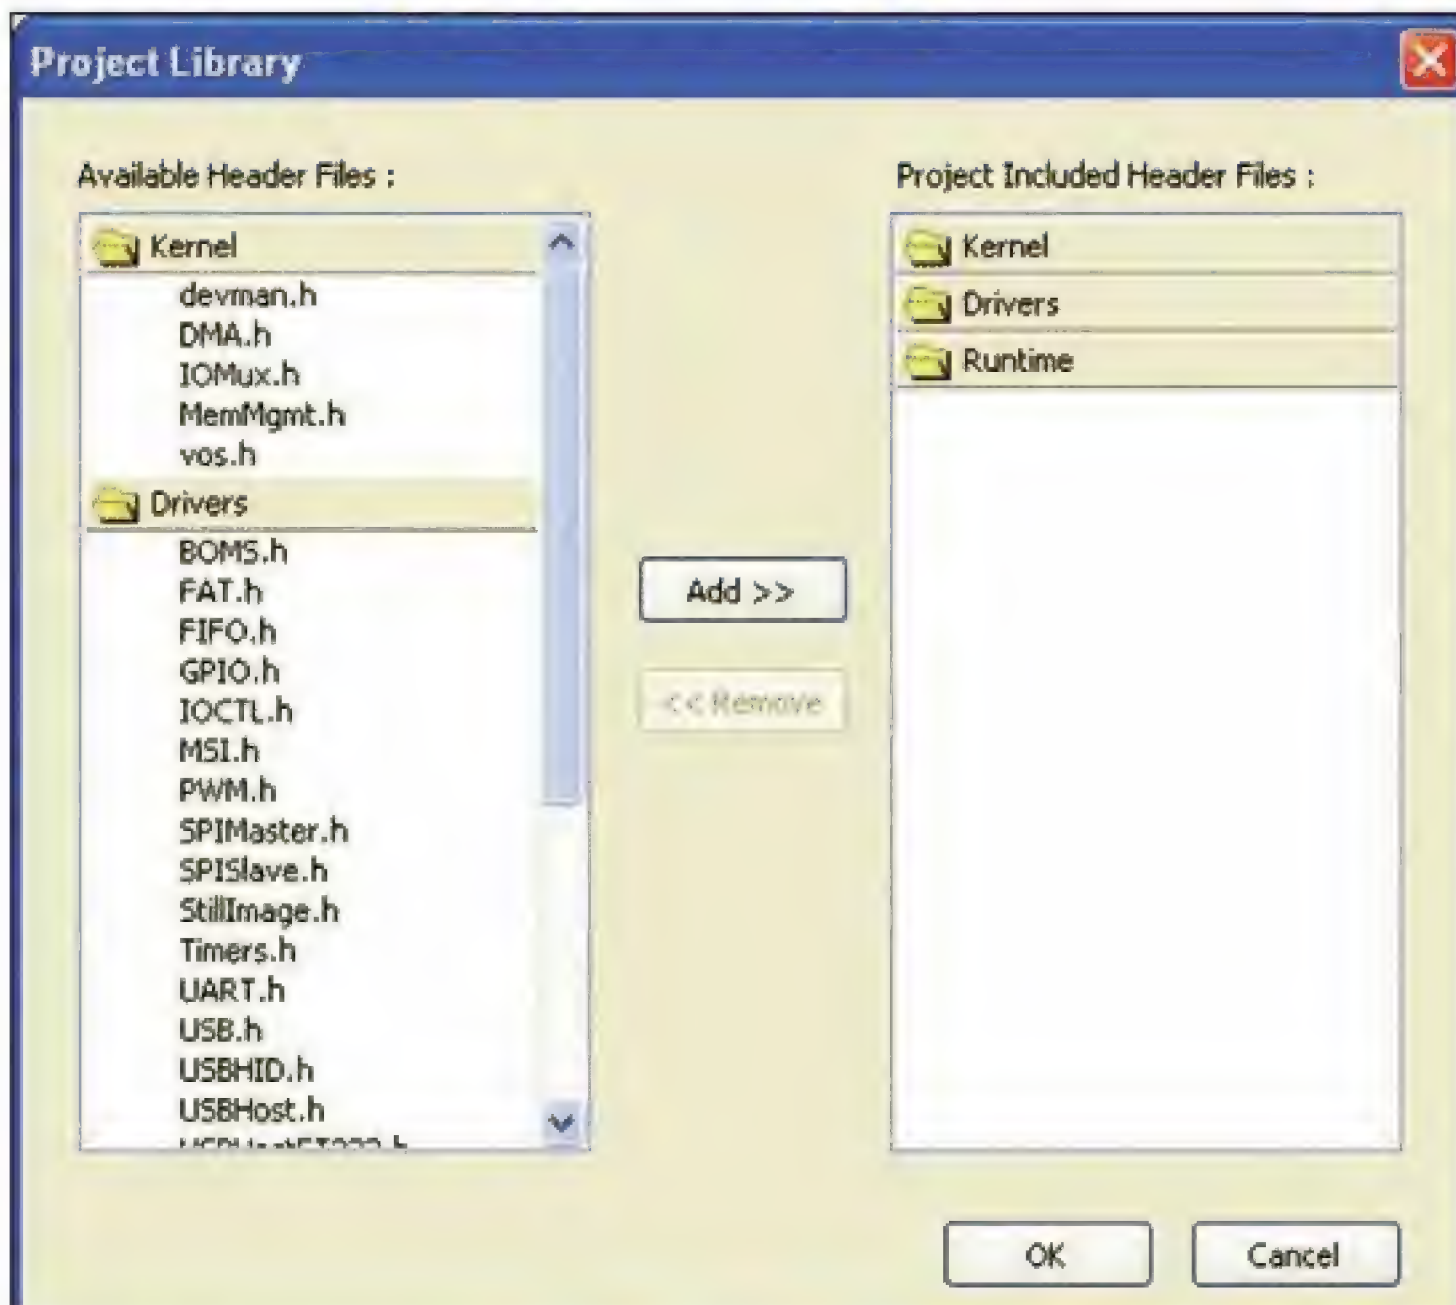 Project Library
Available Header Files :
Kernel
devman.h
DMA.h
IOMux.h
MemMgmt.h
vos.h
Drivers
BOMS.h
FAT.h
FIFO.h
GPIO.h
IOCTL.h
MSI.h
PWM.h
SPIMaster.h
SPISlave.h
StillImage.h
Timers.h
UART.h
USB.h
USBHID.h
USBHost.h
Add >>
<< Remove
Project Included Header Files :
Kernel
Drivers
Runtime
OK
Cancel